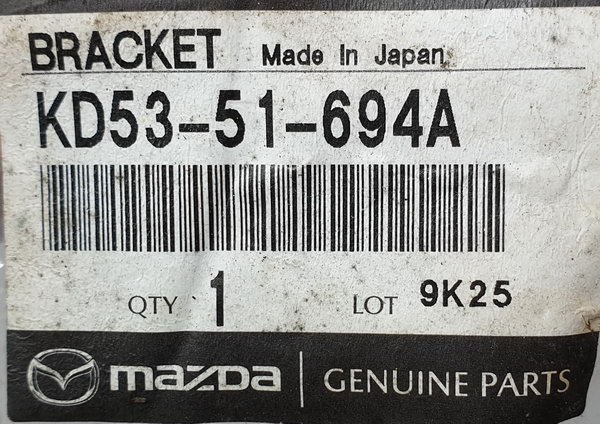 BRACKET Made In Japan
KD53-51-694A
QTY 1 LOT 9K25
mazda GENUINE PARTS